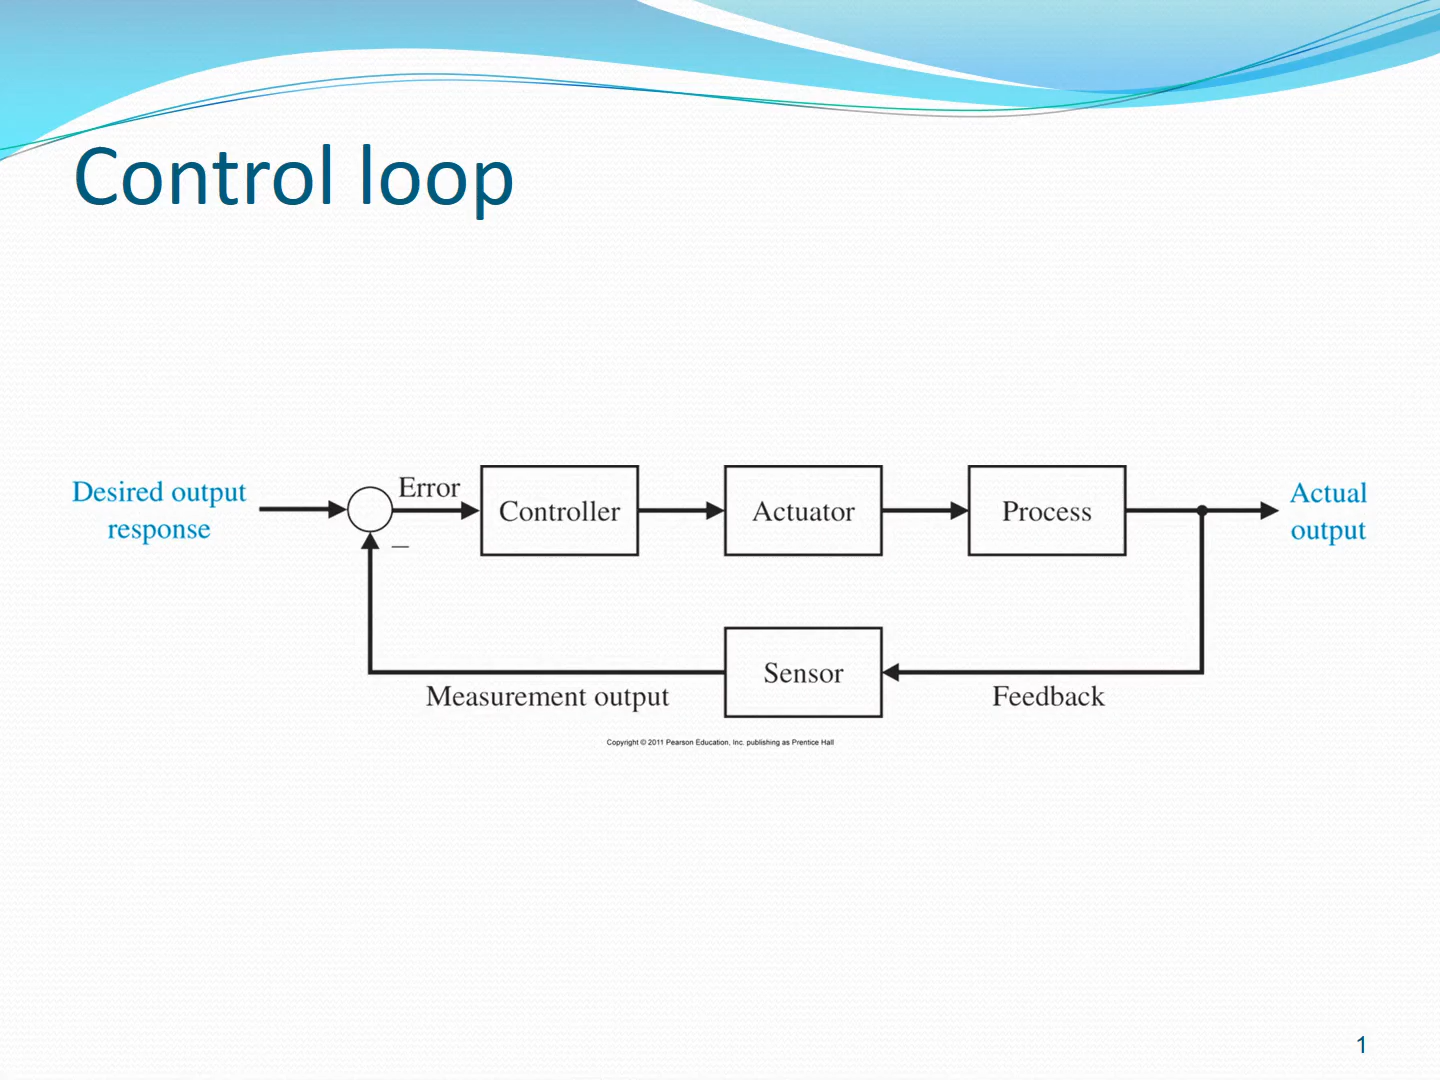 Control loop
Desired output
response
Error
–
Controller
Actuator
Process
Actual
output
Sensor
Measurement output
Feedback
Copyright © 2011 Pearson Education, Inc. publishing as Prentice Hall
1